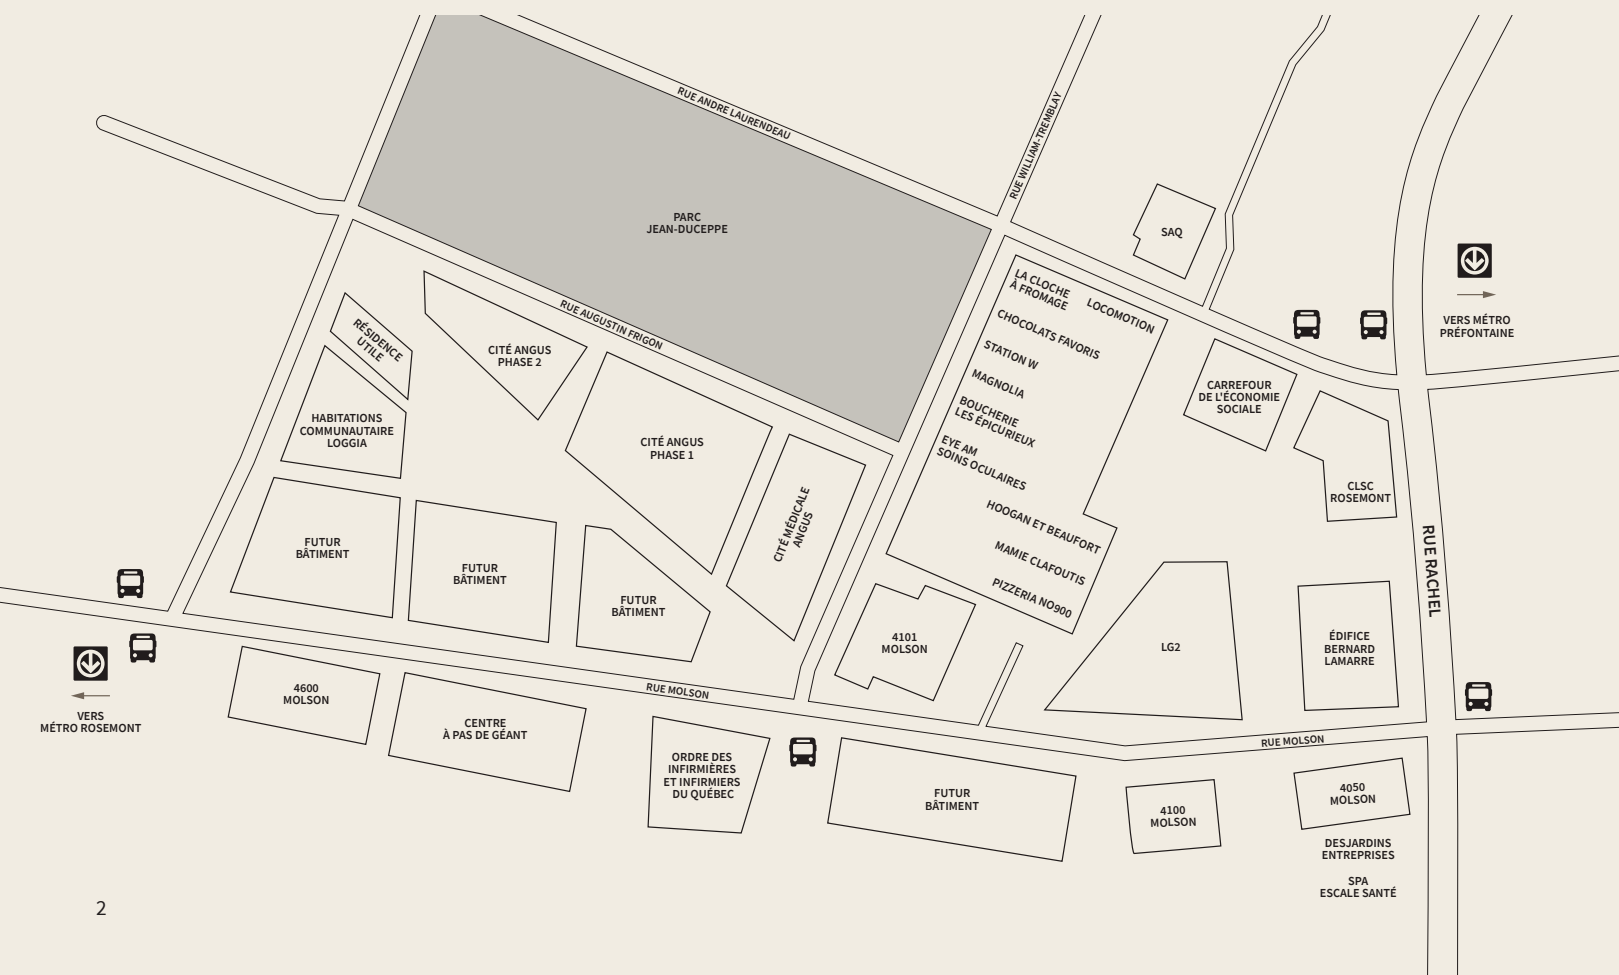 RUE ANDRE LAURENDEAU
RUE WILLIAM-TREMBLAY
PARC
JEAN-DUCEPPE
SAQ
VERS MÉTRO
PRÉFONTAINE
RUE AUGUSTIN FRIGON
RÉSIDENCE
UTILE
CITÉ ANGUS
PHASE 2
HABITATIONS
COMMUNAUTAIRE
LOGGIA
CITÉ ANGUS
PHASE 1
CITÉ MÉDICALE
ANGUS
LA CLOCHE
À FROMAGE
LOCOMOTION
CHOCOLATS FAVORIS
STATION W
MAGNOLIA
BOUCHERIE
LES ÉPICURIEUX
EYE AM
SOINS OCULAIRES
HOOGAN ET BEAUFORT
MAMIE CLAFOUTIS
PIZZERIA NO900
CARREFOUR
DE L'ÉCONOMIE
SOCIALE
CLSC
ROSEMONT
RUE RACHEL
FUTUR
BÂTIMENT
FUTUR
BÂTIMENT
FUTUR
BÂTIMENT
4101
MOLSON
LG2
ÉDIFICE
BERNARD
LAMARRE
VERS
MÉTRO ROSEMONT
4600
MOLSON
RUE MOLSON
CENTRE
À PAS DE GÉANT
ORDRE DES
INFIRMIÈRES
ET INFIRMIERS
DU QUÉBEC
FUTUR
BÂTIMENT
RUE MOLSON
4100
MOLSON
4050
MOLSON
DESJARDINS
ENTREPRISES
SPA
ESCALE SANTÉ
2